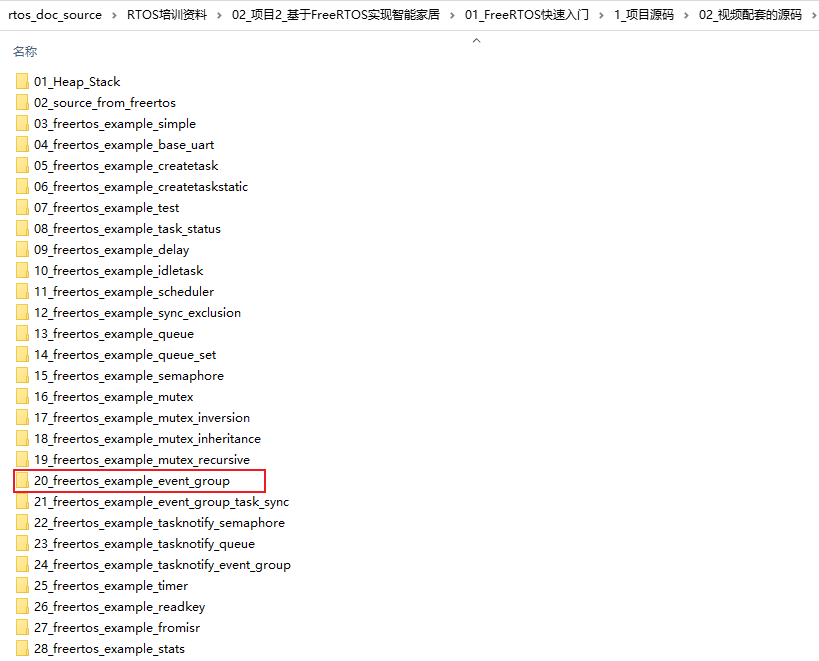 rtos_doc_source > RTOS培训资料 > 02_项目2_基于FreeRTOS实现智能家居 > 01_FreeRTOS快速入门 > 1_项目源码 > 02_视频配套的源码 >
名称
01_Heap_Stack
02_source_from_freertos
03_freertos_example_simple
04_freertos_example_base_uart
05_freertos_example_createtask
06_freertos_example_createtaskstatic
07_freertos_example_test
08_freertos_example_task_status
09_freertos_example_delay
10_freertos_example_idletask
11_freertos_example_scheduler
12_freertos_example_sync_exclusion
13_freertos_example_queue
14_freertos_example_queue_set
15_freertos_example_semaphore
16_freertos_example_mutex
17_freertos_example_mutex_inversion
18_freertos_example_mutex_inheritance
19_freertos_example_mutex_recursive
20_freertos_example_event_group
21_freertos_example_event_group_task_sync
22_freertos_example_tasknotify_semaphore
23_freertos_example_tasknotify_queue
24_freertos_example_tasknotify_event_group
25_freertos_example_timer
26_freertos_example_readkey
27_freertos_example_fromisr
28_freertos_example_stats